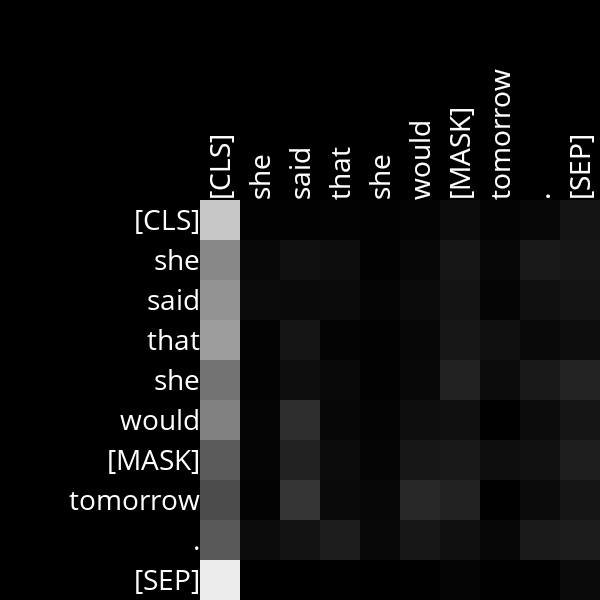 [CLS] she said that she would [MASK] tomorrow . [SEP]
[CLS]
she
said
that
she
would
[MASK]
tomorrow
.
[SEP]